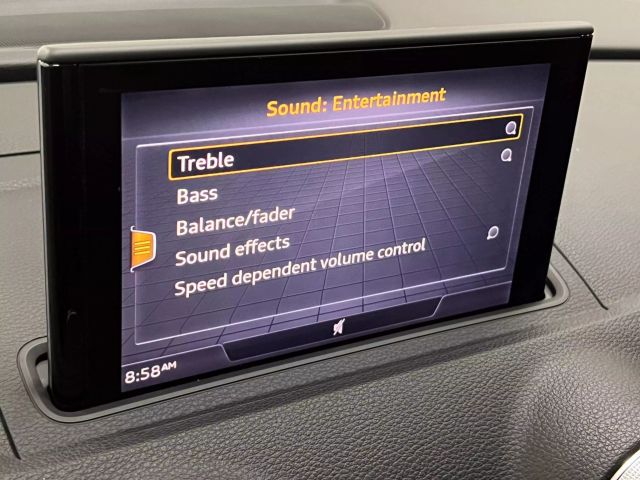 Sound: Entertainment
Treble
Bass
Balance/fader
Sound effects
Speed dependent volume control
8:58AM